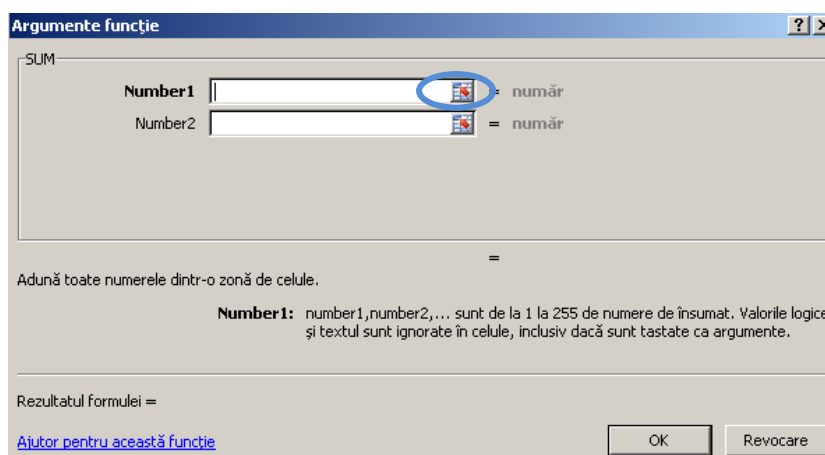 Argumente funcție
SUM
Number1 = număr
Number2 = număr
=
Adună toate numerele dintr-o zonă de celule.
Number1: number1,number2,... sunt de la 1 la 255 de numere de însumat. Valorile logice
și textul sunt ignorate în celule, inclusiv dacă sunt tastate ca argumente.
Rezultatul formulei =
Ajutor pentru această funcție
OK Revocare